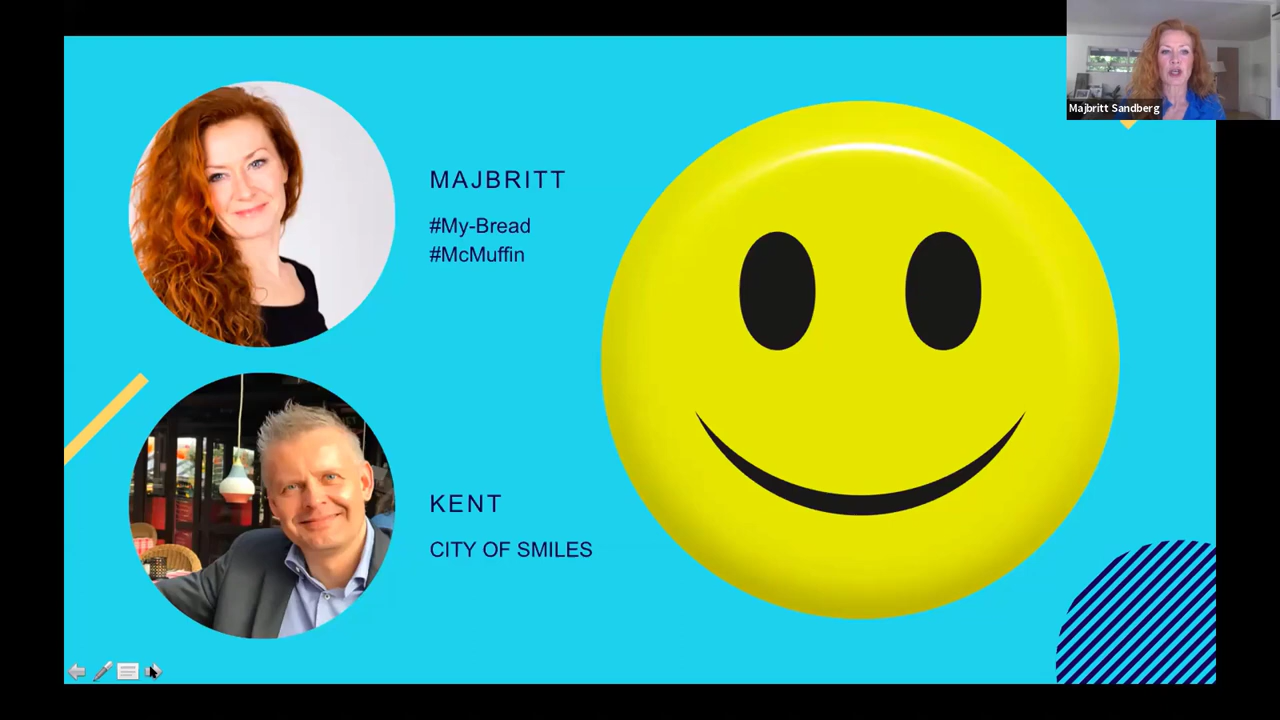 Majbritt Sandberg
MAJBRITT
#My-Bread
#McMuffin
KENT
CITY OF SMILES